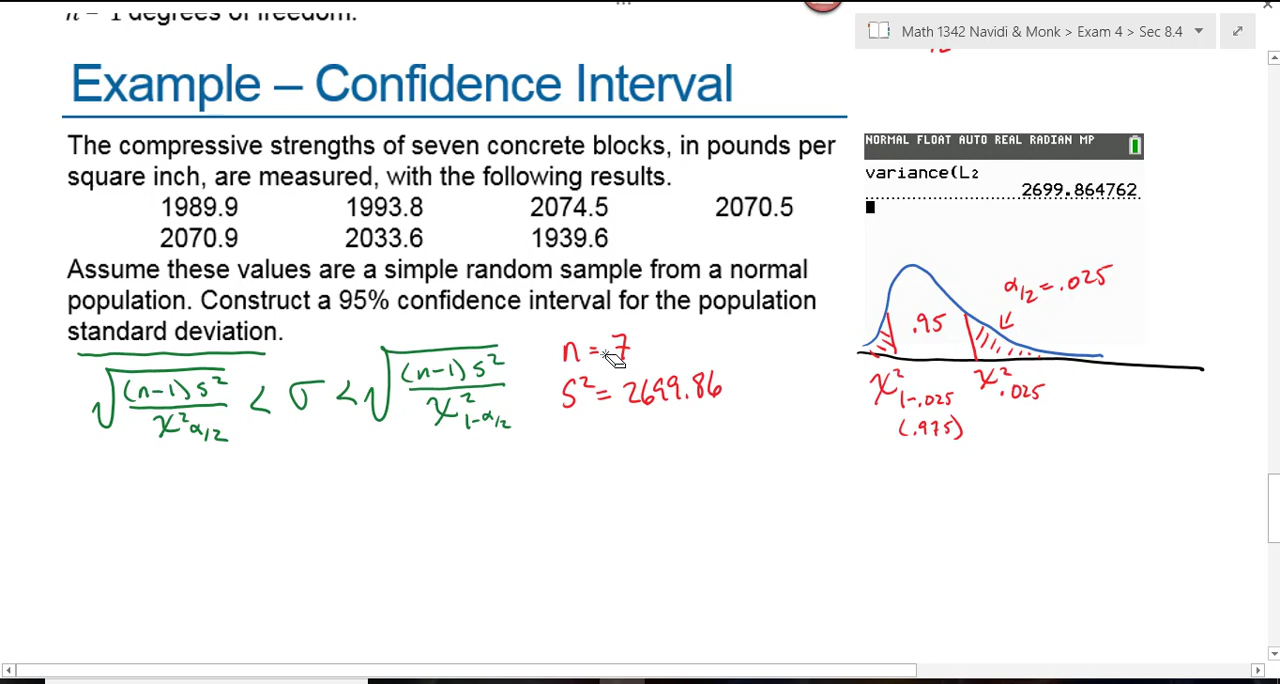 n − 1 degrees of freedom.
Math 1342 Navidi & Monk > Exam 4 > Sec 8.4
Example – Confidence Interval
The compressive strengths of seven concrete blocks, in pounds per
square inch, are measured, with the following results.
1989.9 1993.8 2074.5 2070.5
2070.9 2033.6 1939.6
Assume these values are a simple random sample from a normal
population. Construct a 95% confidence interval for the population
standard deviation.
√((n-1)s²/χ²α/2) < σ < √((n-1)s²/χ²1-α/2)
n = 7
S² = 2699.86
NORMAL FLOAT AUTO REAL RADIAN MP
variance(L₂
2699.864762
α/2 = .025
.95
χ²1-.025
(.975)
χ².025